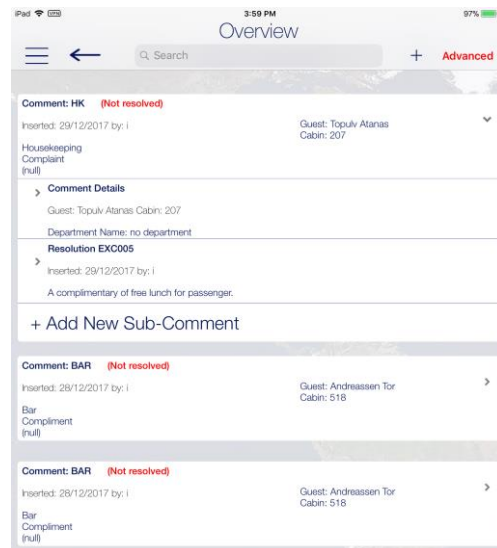 iPad VPN 3:59 PM 97%
Overview
Search + Advanced
Comment: HK (Not resolved)
Inserted: 29/12/2017 by: i Guest: Topulv Atanas
Cabin: 207
Housekeeping
Complaint
(null)
Comment Details
Guest: Topulv Atanas Cabin: 207
Department Name: no department
Resolution EXC005
Inserted: 29/12/2017 by: i
A complimentary of free lunch for passenger.
+ Add New Sub-Comment
Comment: BAR (Not resolved)
Inserted: 28/12/2017 by: i Guest: Andreassen Tor
Cabin: 518
Bar
Compliment
(null)
Comment: BAR (Not resolved)
Inserted: 28/12/2017 by: i Guest: Andreassen Tor
Cabin: 518
Bar
Compliment
(null)